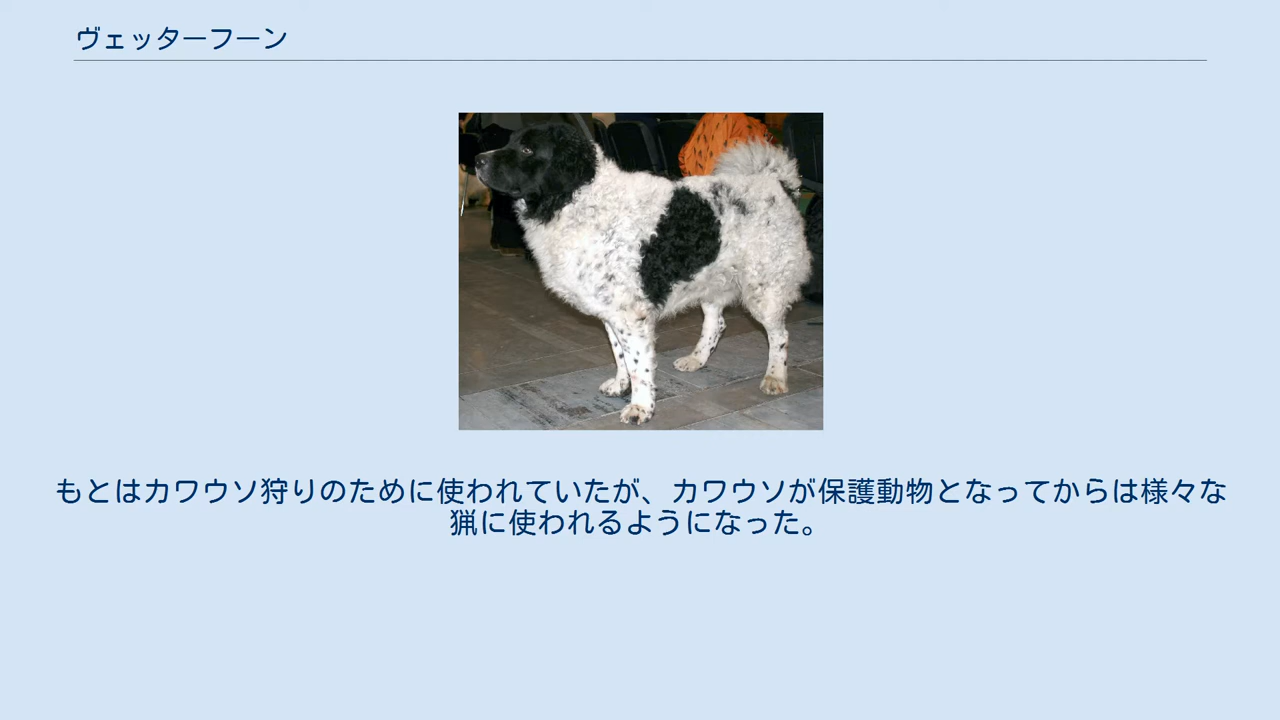 ヴェッターフーン
もとはカワウソ狩りのために使われていたが、カワウソが保護動物となってからは様々な
猟に使われるようになった。